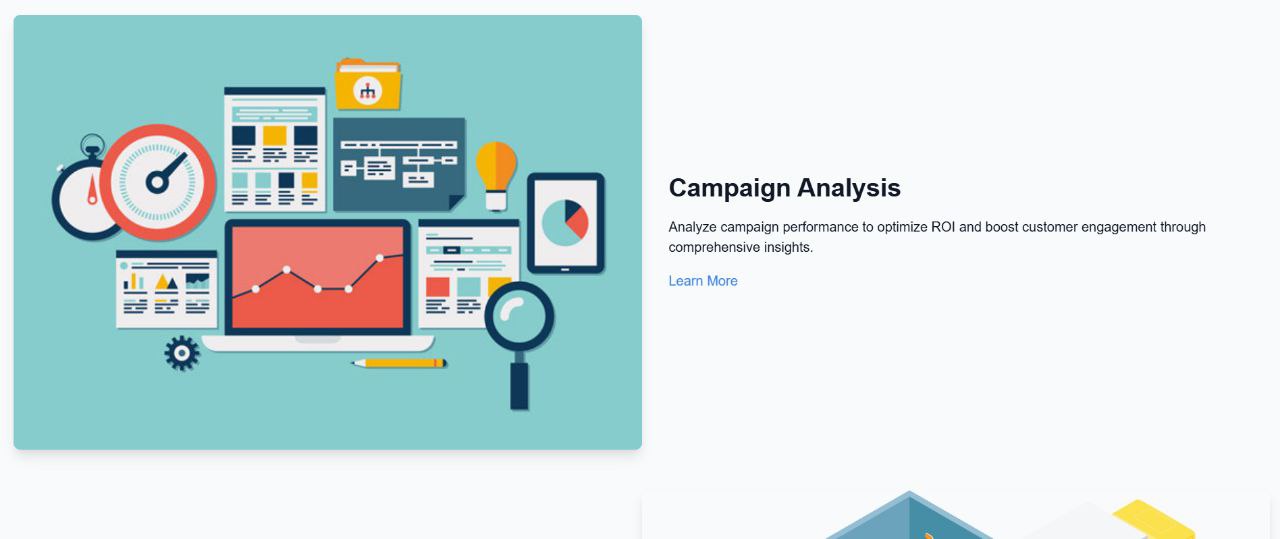 Campaign Analysis
Analyze campaign performance to optimize ROI and boost customer engagement through
comprehensive insights.
Learn More